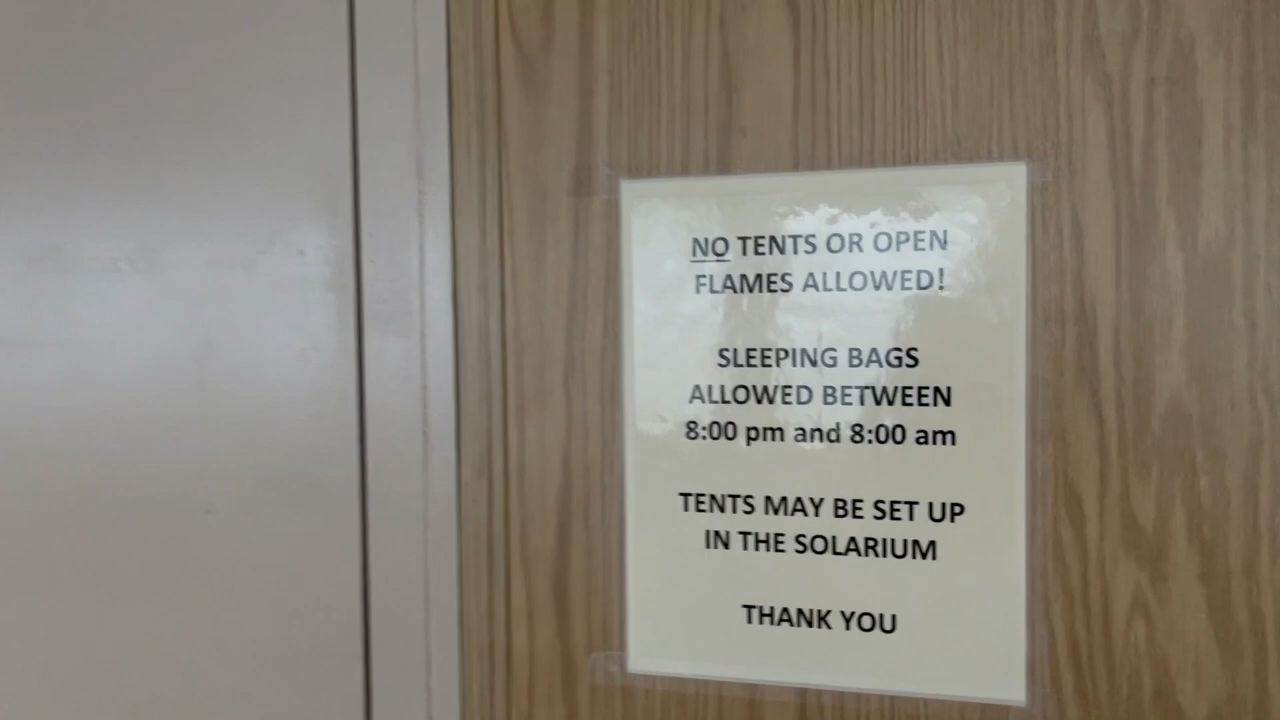 NO TENTS OR OPEN
FLAMES ALLOWED!
SLEEPING BAGS
ALLOWED BETWEEN
8:00 pm and 8:00 am
TENTS MAY BE SET UP
IN THE SOLARIUM
THANK YOU